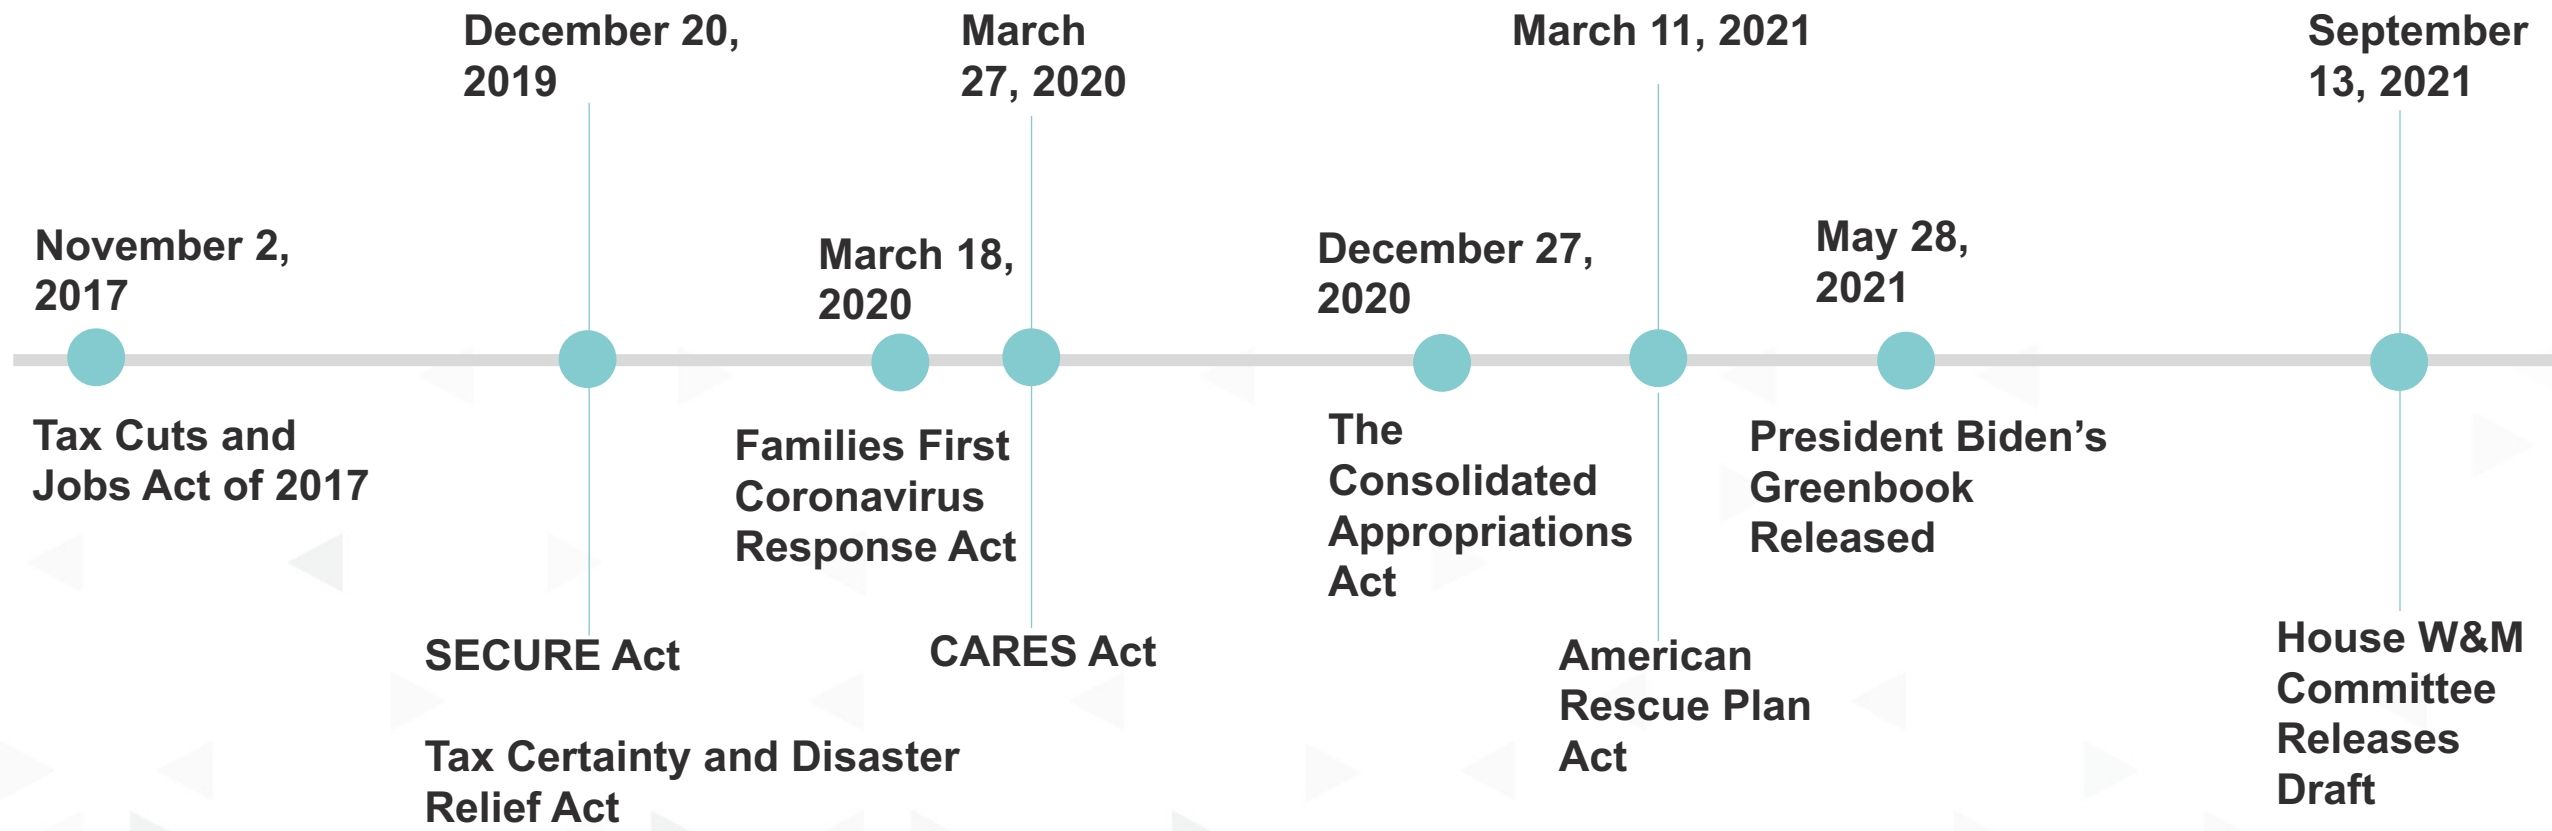 November 2,
2017
Tax Cuts and
Jobs Act of 2017
December 20,
2019
SECURE Act
Tax Certainty and Disaster
Relief Act
March 18,
2020
Families First
Coronavirus
Response Act
March
27, 2020
CARES Act
December 27,
2020
The
Consolidated
Appropriations
Act
March 11, 2021
American
Rescue Plan
Act
May 28,
2021
President Biden’s
Greenbook
Released
September
13, 2021
House W&M
Committee
Releases
Draft